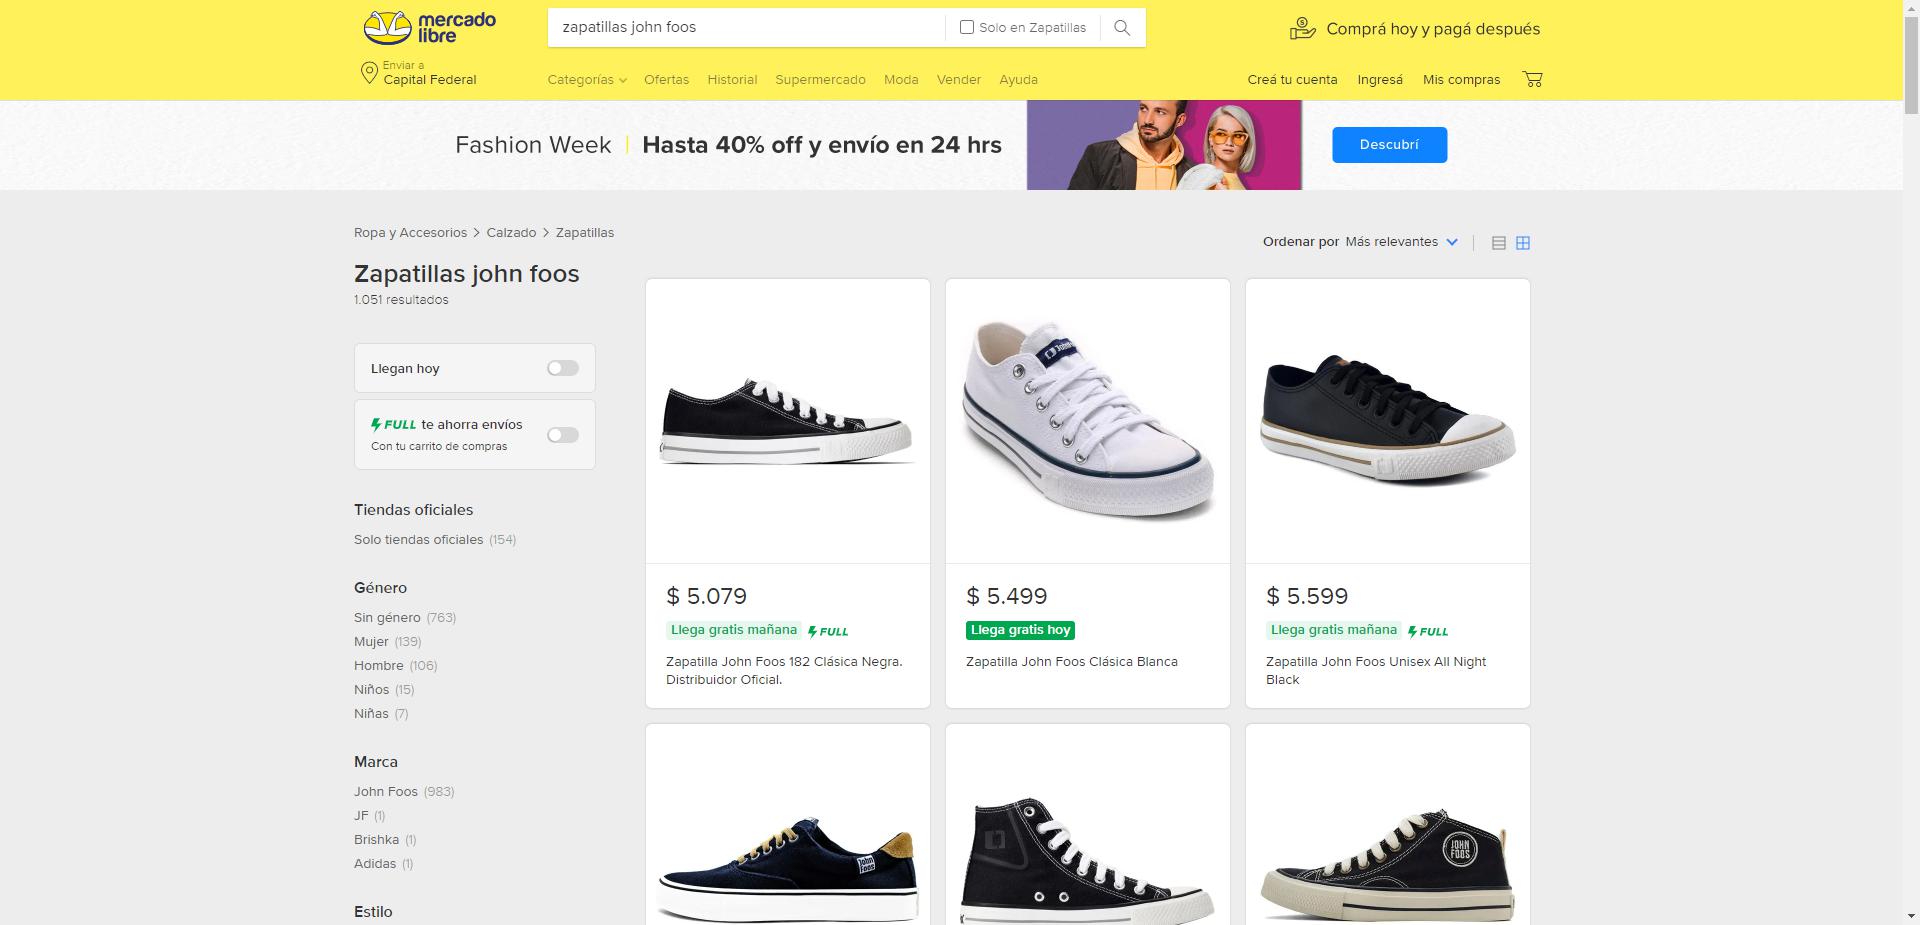 mercado
libre
zapatillas john foos
Solo en Zapatillas
Comprá hoy y pagá después
Enviar a
Capital Federal
Categorías
Ofertas
Historial
Supermercado
Moda
Vender
Ayuda
Creá tu cuenta
Ingresá
Mis compras
Fashion Week
Hasta 40% off y envío en 24 hrs
Descubrí
Ropa y Accesorios > Calzado > Zapatillas
Ordenar por Más relevantes
Zapatillas john foos
1.051 resultados
Llegan hoy
FULL te ahorra envíos
Con tu carrito de compras
Tiendas oficiales
Solo tiendas oficiales (154)
Género
Sin género (763)
Mujer (139)
Hombre (106)
Niños (15)
Niñas (7)
Marca
John Foos (983)
JF (1)
Brishka (1)
Adidas (1)
Estilo
$ 5.079
Llega gratis mañana FULL
Zapatilla John Foos 182 Clásica Negra.
Distribuidor Oficial.
$ 5.499
Llega gratis hoy
Zapatilla John Foos Clásica Blanca
$ 5.599
Llega gratis mañana FULL
Zapatilla John Foos Unisex All Night
Black
John
Foos
JOHN
FOOS